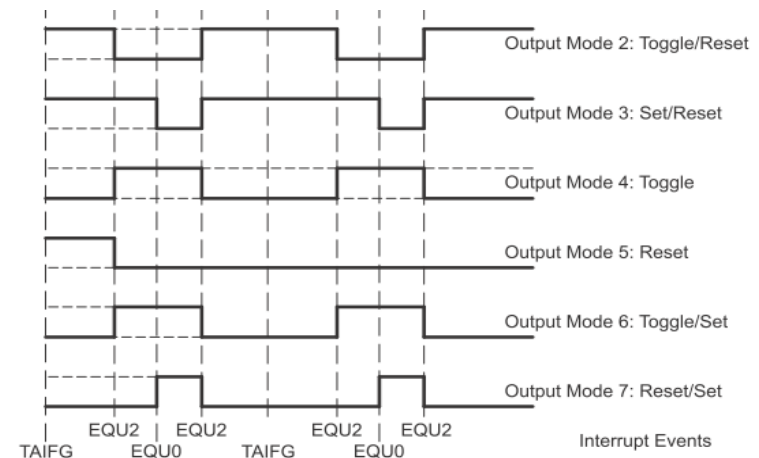 Output Mode 2: Toggle/Reset
Output Mode 3: Set/Reset
Output Mode 4: Toggle
Output Mode 5: Reset
Output Mode 6: Toggle/Set
Output Mode 7: Reset/Set
EQU2 EQU2 EQU2 EQU2
TAIFG EQU0 TAIFG EQU0
Interrupt Events